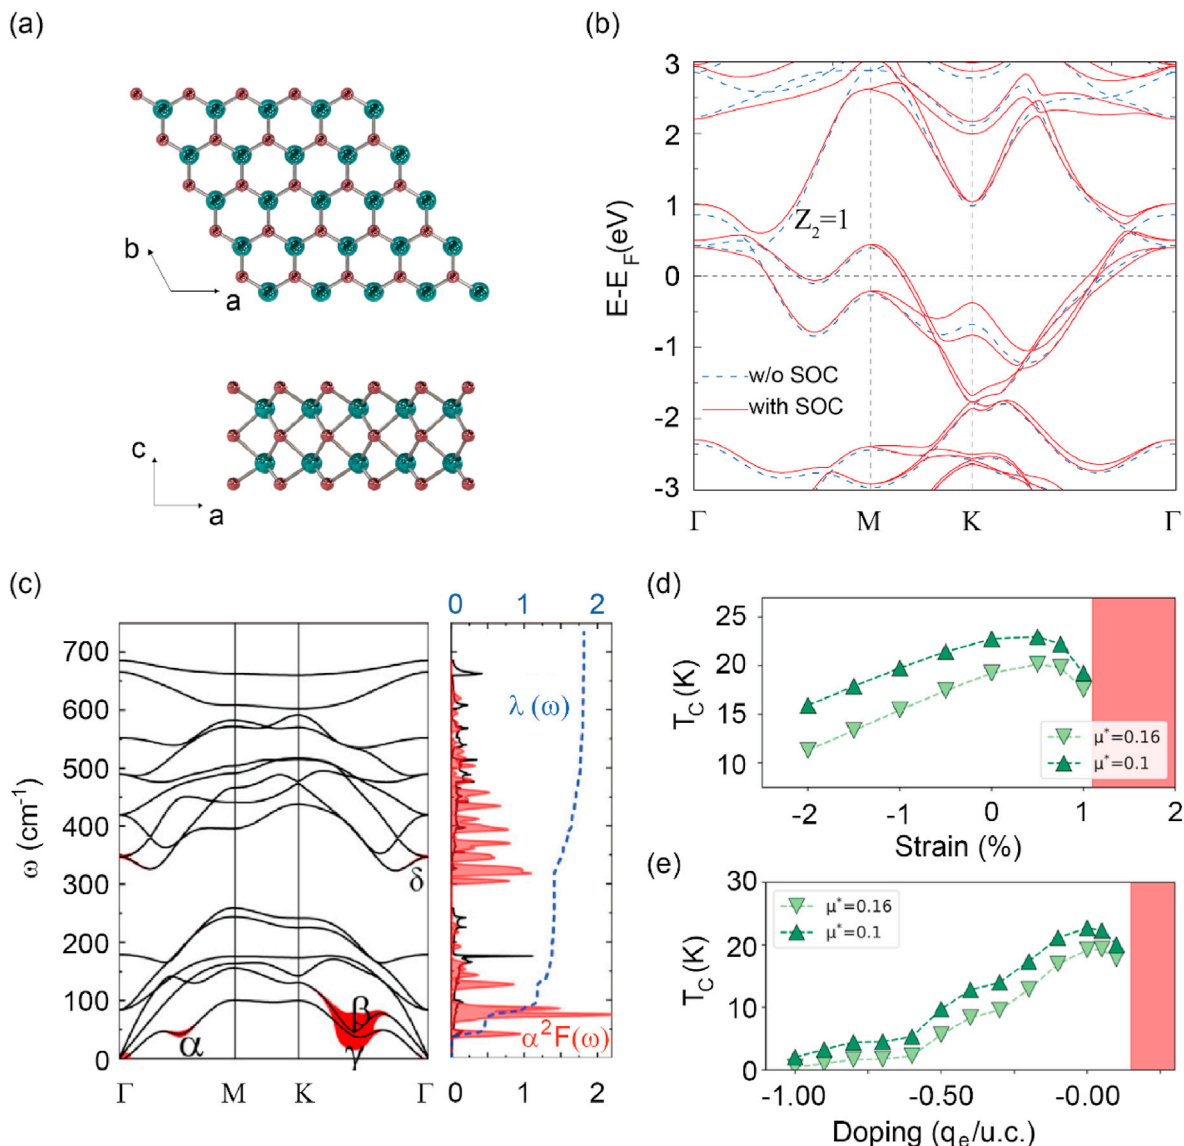 (a)
b
a
c
a
(b)
E-E_F(eV)
3
2
1
0
-1
-2
-3
Z₂=1
w/o SOC
with SOC
Γ
M
K
Γ
(c)
ω (cm⁻¹)
700
600
500
400
300
200
100
0
α
β
γ
δ
Γ
M
K
Γ
0
1
2
λ(ω)
α²F(ω)
0
1
2
(d)
T_C(K)
25
20
15
10
μ*=0.16
μ*=0.1
-2
-1
0
1
2
Strain (%)
(e)
T_C(K)
30
20
10
0
μ*=0.16
μ*=0.1
-1.00
-0.50
-0.00
Doping (q_e/u.c.)